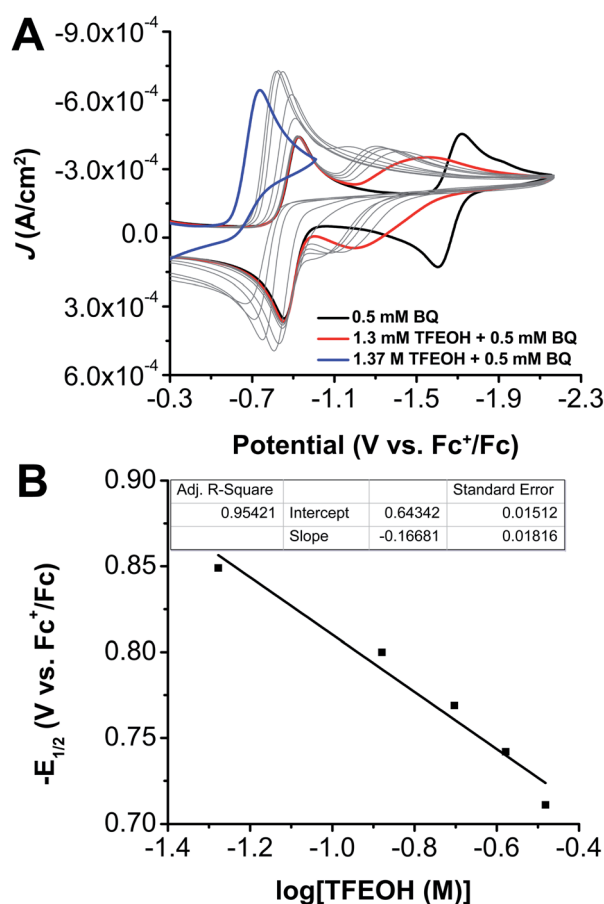 A
-9.0x10⁻⁴
-6.0x10⁻⁴
-3.0x10⁻⁴
0.0
3.0x10⁻⁴
6.0x10⁻⁴
J (A/cm²)
0.5 mM BQ
1.3 mM TFEOH + 0.5 mM BQ
1.37 M TFEOH + 0.5 mM BQ
-0.3 -0.7 -1.1 -1.5 -1.9 -2.3
Potential (V vs. Fc⁺/Fc)
B
0.90
0.85
0.80
0.75
0.70
-E1/2 (V vs. Fc⁺/Fc)
Adj. R-Square Standard Error
0.95421 Intercept 0.64342 0.01512
Slope -0.16681 0.01816
-1.4 -1.2 -1.0 -0.8 -0.6 -0.4
log[TFEOH (M)]